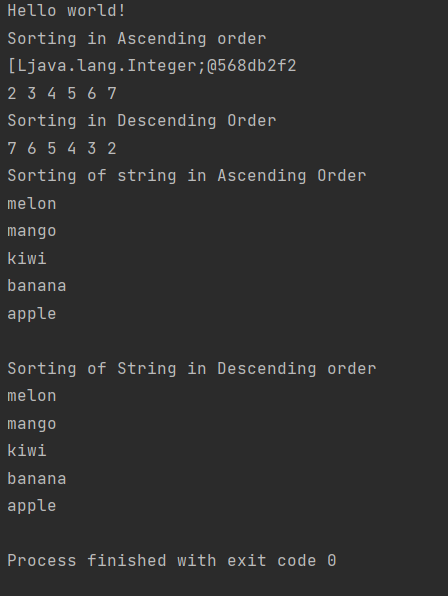 Hello world!
Sorting in Ascending order
[Ljava.lang.Integer;@568db2f2
2 3 4 5 6 7
Sorting in Descending Order
7 6 5 4 3 2
Sorting of string in Ascending Order
melon
mango
kiwi
banana
apple
Sorting of String in Descending order
melon
mango
kiwi
banana
apple
Process finished with exit code 0